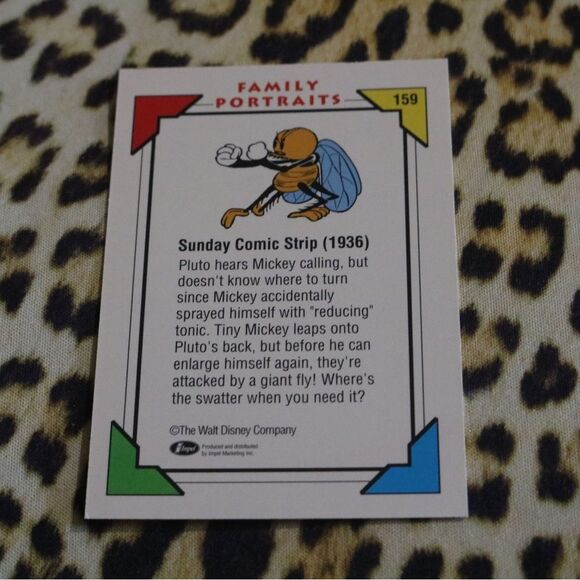 FAMILY
PORTRAITS
159
Sunday Comic Strip (1936)
Pluto hears Mickey calling, but
doesn't know where to turn
since Mickey accidentally
sprayed himself with "reducing"
tonic. Tiny Mickey leaps onto
Pluto's back, but before he can
enlarge himself again, they're
attacked by a giant fly! Where's
the swatter when you need it?
©The Walt Disney Company
Impel
Produced and distributed
by Impel Marketing Inc.